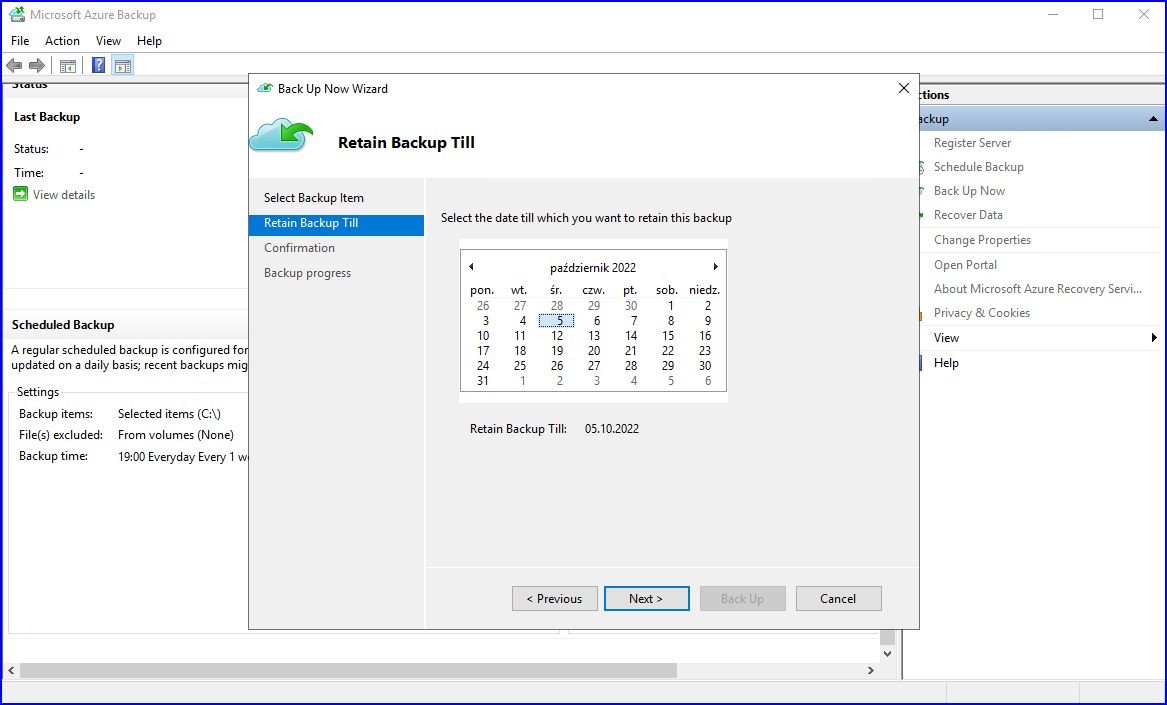 Microsoft Azure Backup
File Action View Help
Status
Last Backup
Status: -
Time: -
View details
Scheduled Backup
A regular scheduled backup is configured for
updated on a daily basis; recent backups mig
Settings
Backup items: Selected items (C:\)
File(s) excluded: From volumes (None)
Backup time: 19:00 Everyday Every 1 w
Back Up Now Wizard
Retain Backup Till
Select Backup Item
Retain Backup Till
Confirmation
Backup progress
Select the date till which you want to retain this backup
październik 2022
pon. wt. śr. czw. pt. sob. niedz.
26 27 28 29 30 1 2
3 4 5 6 7 8 9
10 11 12 13 14 15 16
17 18 19 20 21 22 23
24 25 26 27 28 29 30
31 1 2 3 4 5 6
Retain Backup Till: 05.10.2022
< Previous Next > Back Up Cancel
ctions
ackup
Register Server
Schedule Backup
Back Up Now
Recover Data
Change Properties
Open Portal
About Microsoft Azure Recovery Servi...
Privacy & Cookies
View
Help